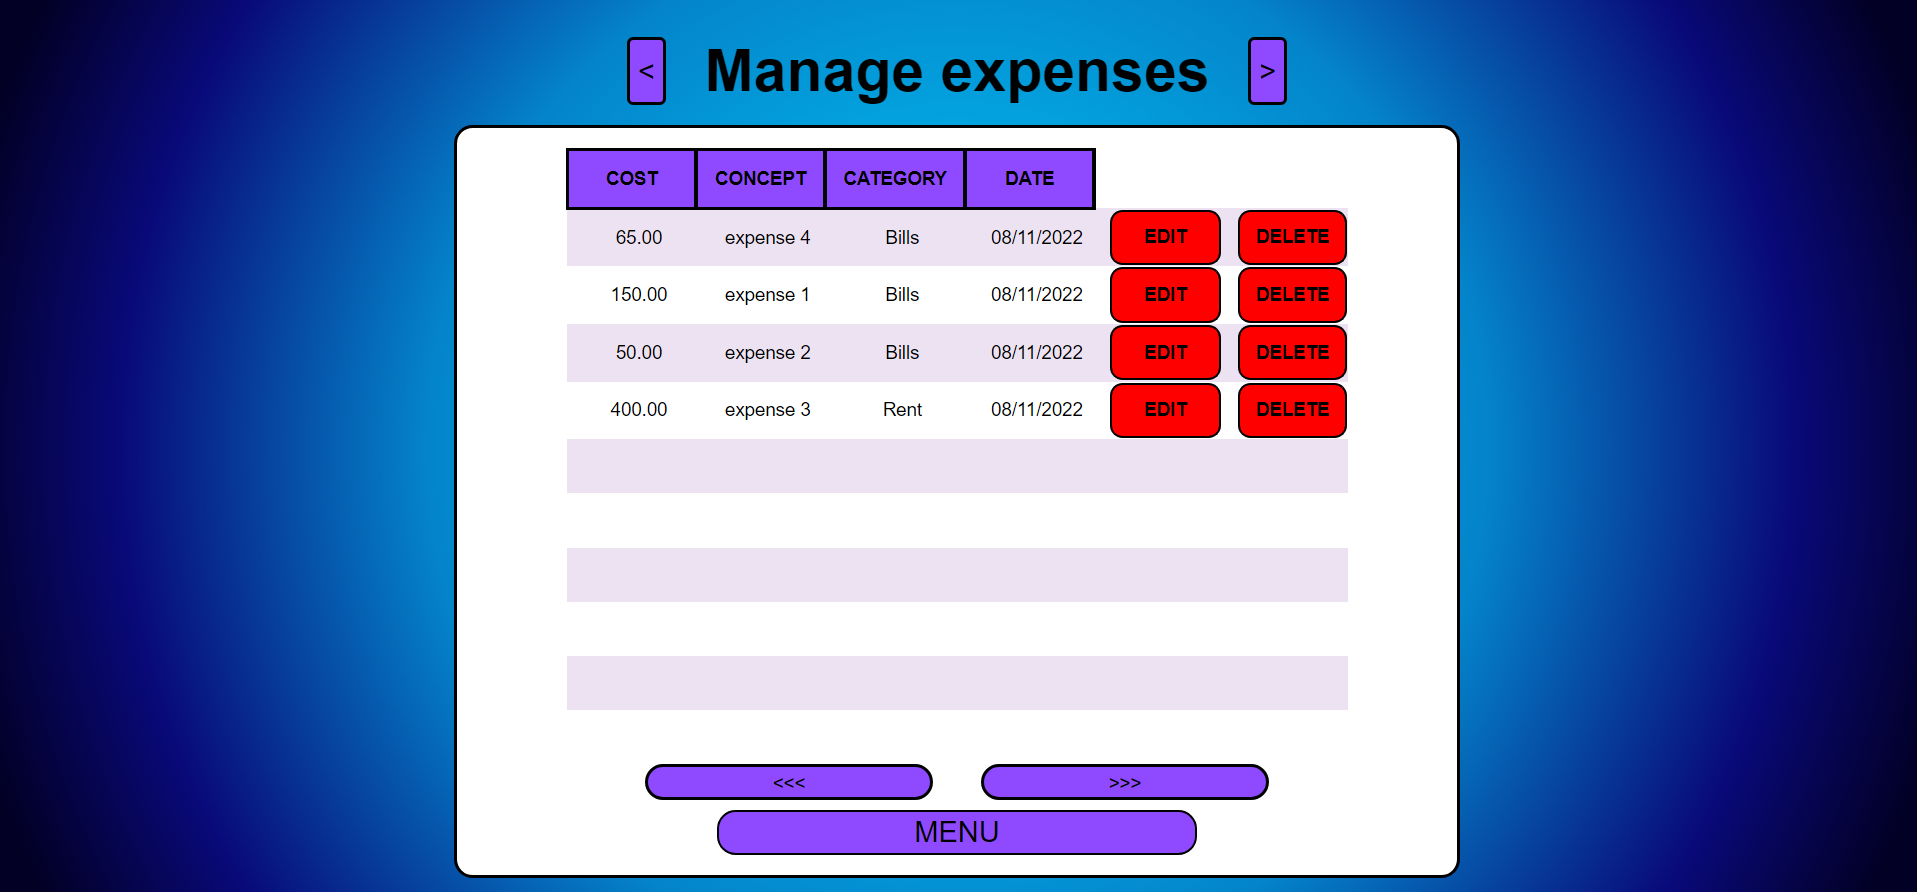 < Manage expenses >
COST CONCEPT CATEGORY DATE
65.00 expense 4 Bills 08/11/2022 EDIT DELETE
150.00 expense 1 Bills 08/11/2022 EDIT DELETE
50.00 expense 2 Bills 08/11/2022 EDIT DELETE
400.00 expense 3 Rent 08/11/2022 EDIT DELETE
<<< >>>
MENU